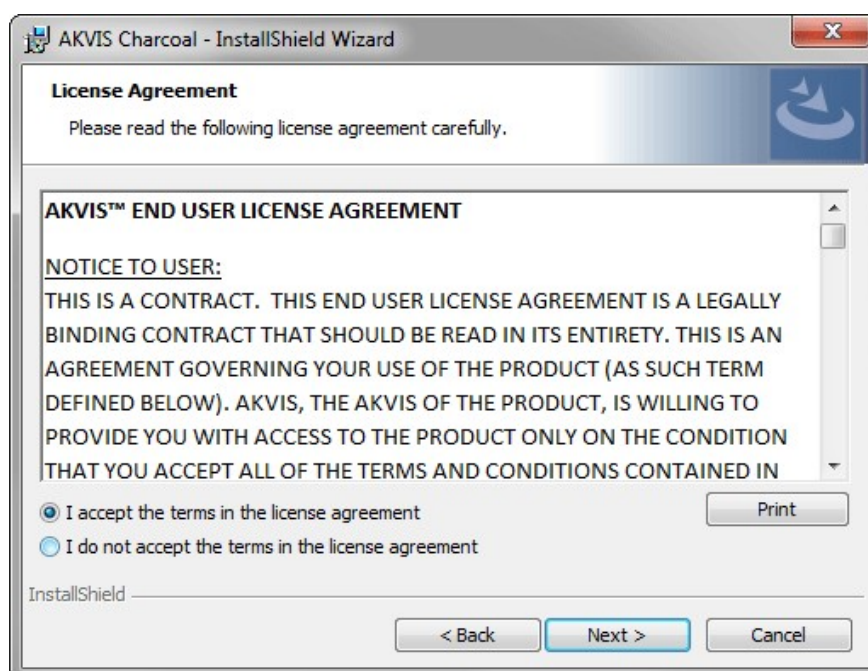 AKVIS Charcoal - InstallShield Wizard
License Agreement
Please read the following license agreement carefully.
AKVIS™ END USER LICENSE AGREEMENT
NOTICE TO USER:
THIS IS A CONTRACT.  THIS END USER LICENSE AGREEMENT IS A LEGALLY
BINDING CONTRACT THAT SHOULD BE READ IN ITS ENTIRETY. THIS IS AN
AGREEMENT GOVERNING YOUR USE OF THE PRODUCT (AS SUCH TERM
DEFINED BELOW). AKVIS, THE AKVIS OF THE PRODUCT, IS WILLING TO
PROVIDE YOU WITH ACCESS TO THE PRODUCT ONLY ON THE CONDITION
THAT YOU ACCEPT ALL OF THE TERMS AND CONDITIONS CONTAINED IN
I accept the terms in the license agreement
Print
I do not accept the terms in the license agreement
InstallShield
< Back
Next >
Cancel